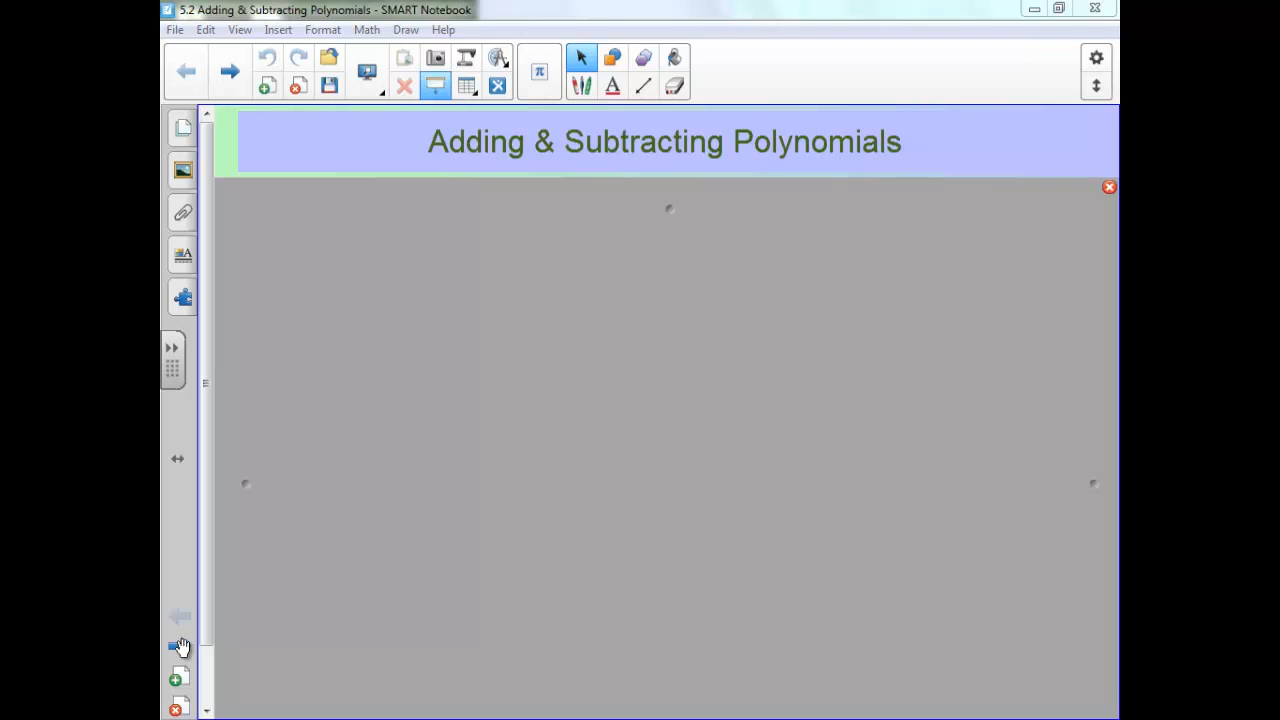 5.2 Adding & Subtracting Polynomials - SMART Notebook
File Edit View Insert Format Math Draw Help
π
A
A
Adding & Subtracting Polynomials